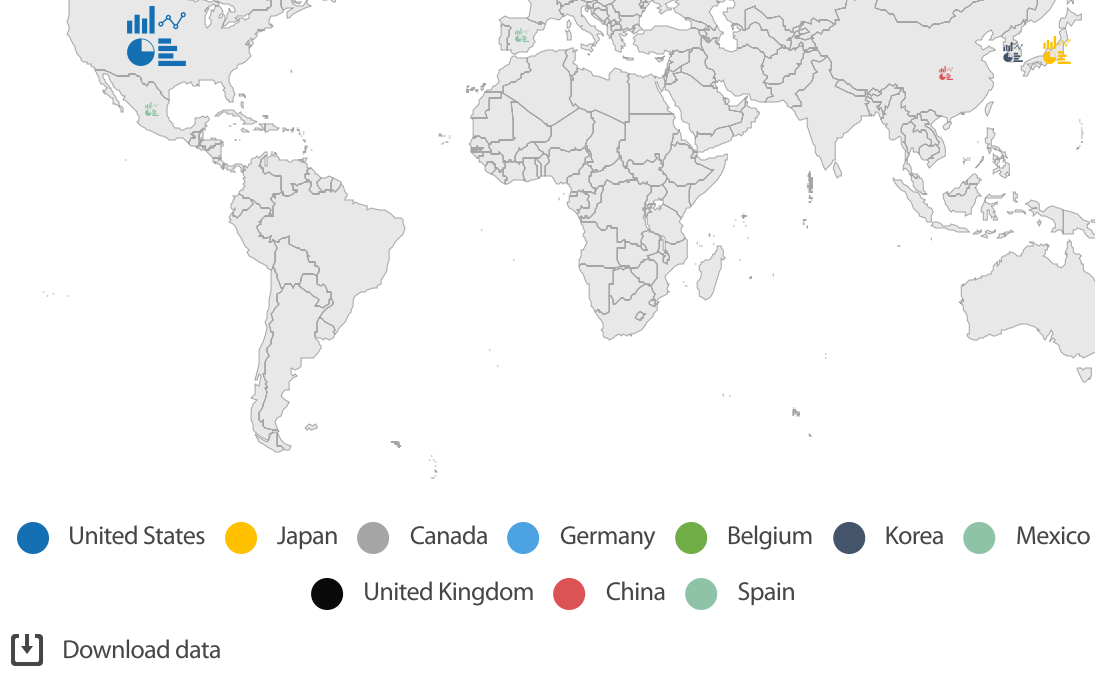 United States Japan Canada Germany Belgium Korea Mexico
United Kingdom China Spain
Download data